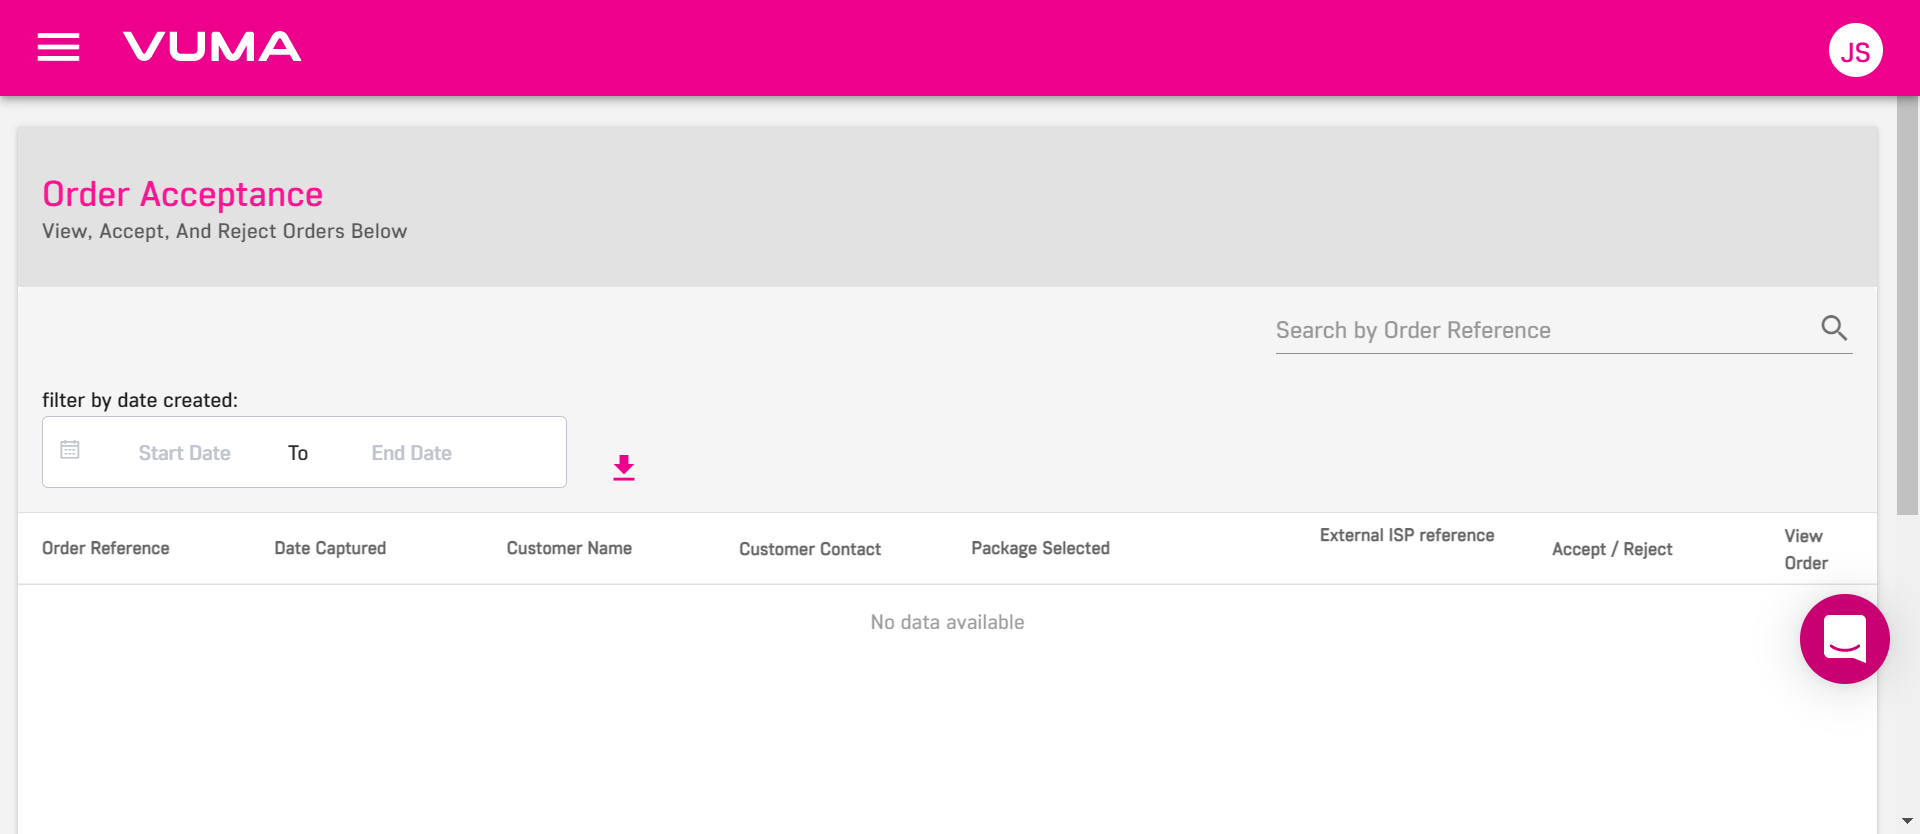 VUMA
JS
Order Acceptance
View, Accept, And Reject Orders Below
Search by Order Reference
filter by date created:
Start Date To End Date
Order Reference Date Captured Customer Name Customer Contact Package Selected External ISP reference Accept / Reject View Order
No data available